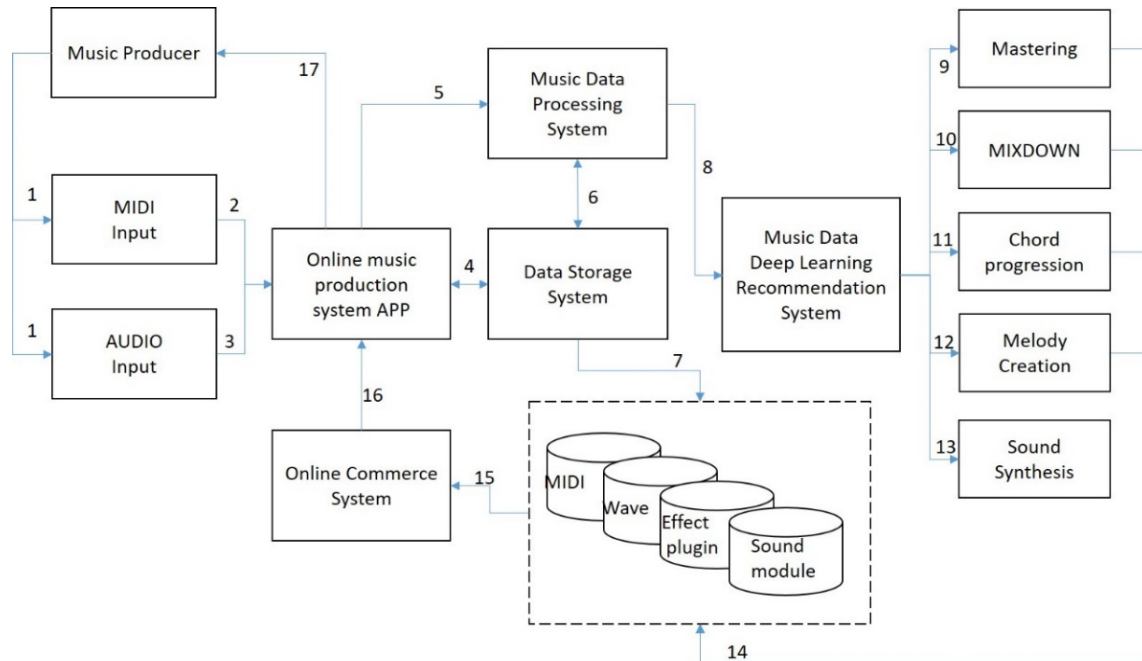 Music Producer
17
1
MIDI
Input
2
1
AUDIO
Input
3
Online music
production
system APP
4
5
Music Data
Processing
System
6
Data Storage
System
7
8
Music Data
Deep Learning
Recommendation
System
9
Mastering
10
MIXDOWN
11
Chord
progression
12
Melody
Creation
13
Sound
Synthesis
16
Online Commerce
System
15
MIDI
Wave
Effect
plugin
Sound
module
14